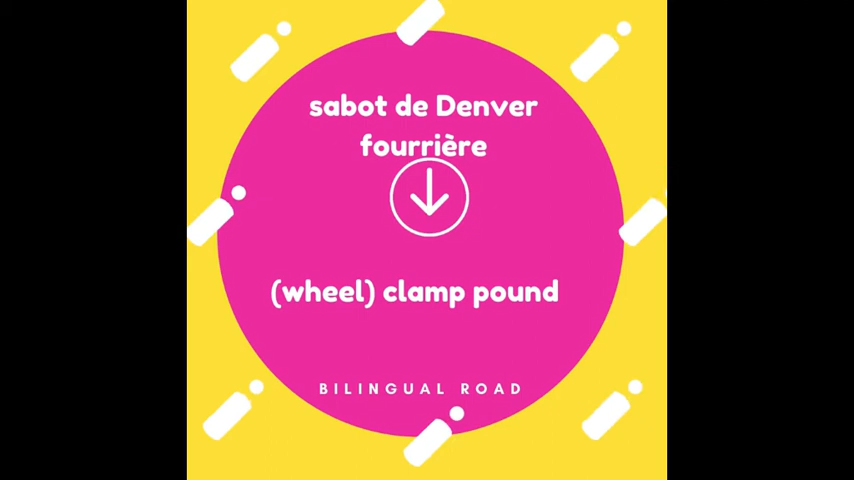 sabot de Denver
fourrière
(wheel) clamp pound
BILINGUAL ROAD